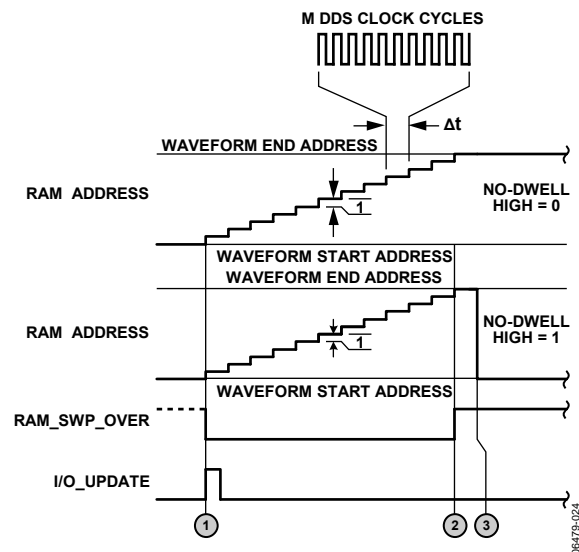 M DDS CLOCK CYCLES
Δt
WAVEFORM END ADDRESS
RAM ADDRESS
1
NO-DWELL
HIGH = 0
WAVEFORM START ADDRESS
WAVEFORM END ADDRESS
RAM ADDRESS
1
NO-DWELL
HIGH = 1
WAVEFORM START ADDRESS
RAM_SWP_OVER
I/O_UPDATE
1
2
3
06479-024